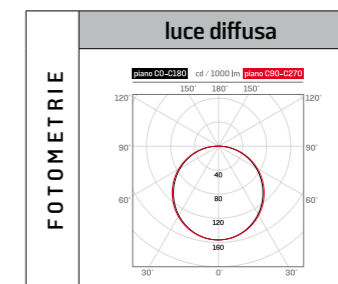 FOTOMETRIE
luce diffusa
piano C0-C180 cd / 1000 lm piano C90-C270
150° 180° 150°
120° 120°
90° 90°
40
60° 80 60°
120
160
30° 0° 30°